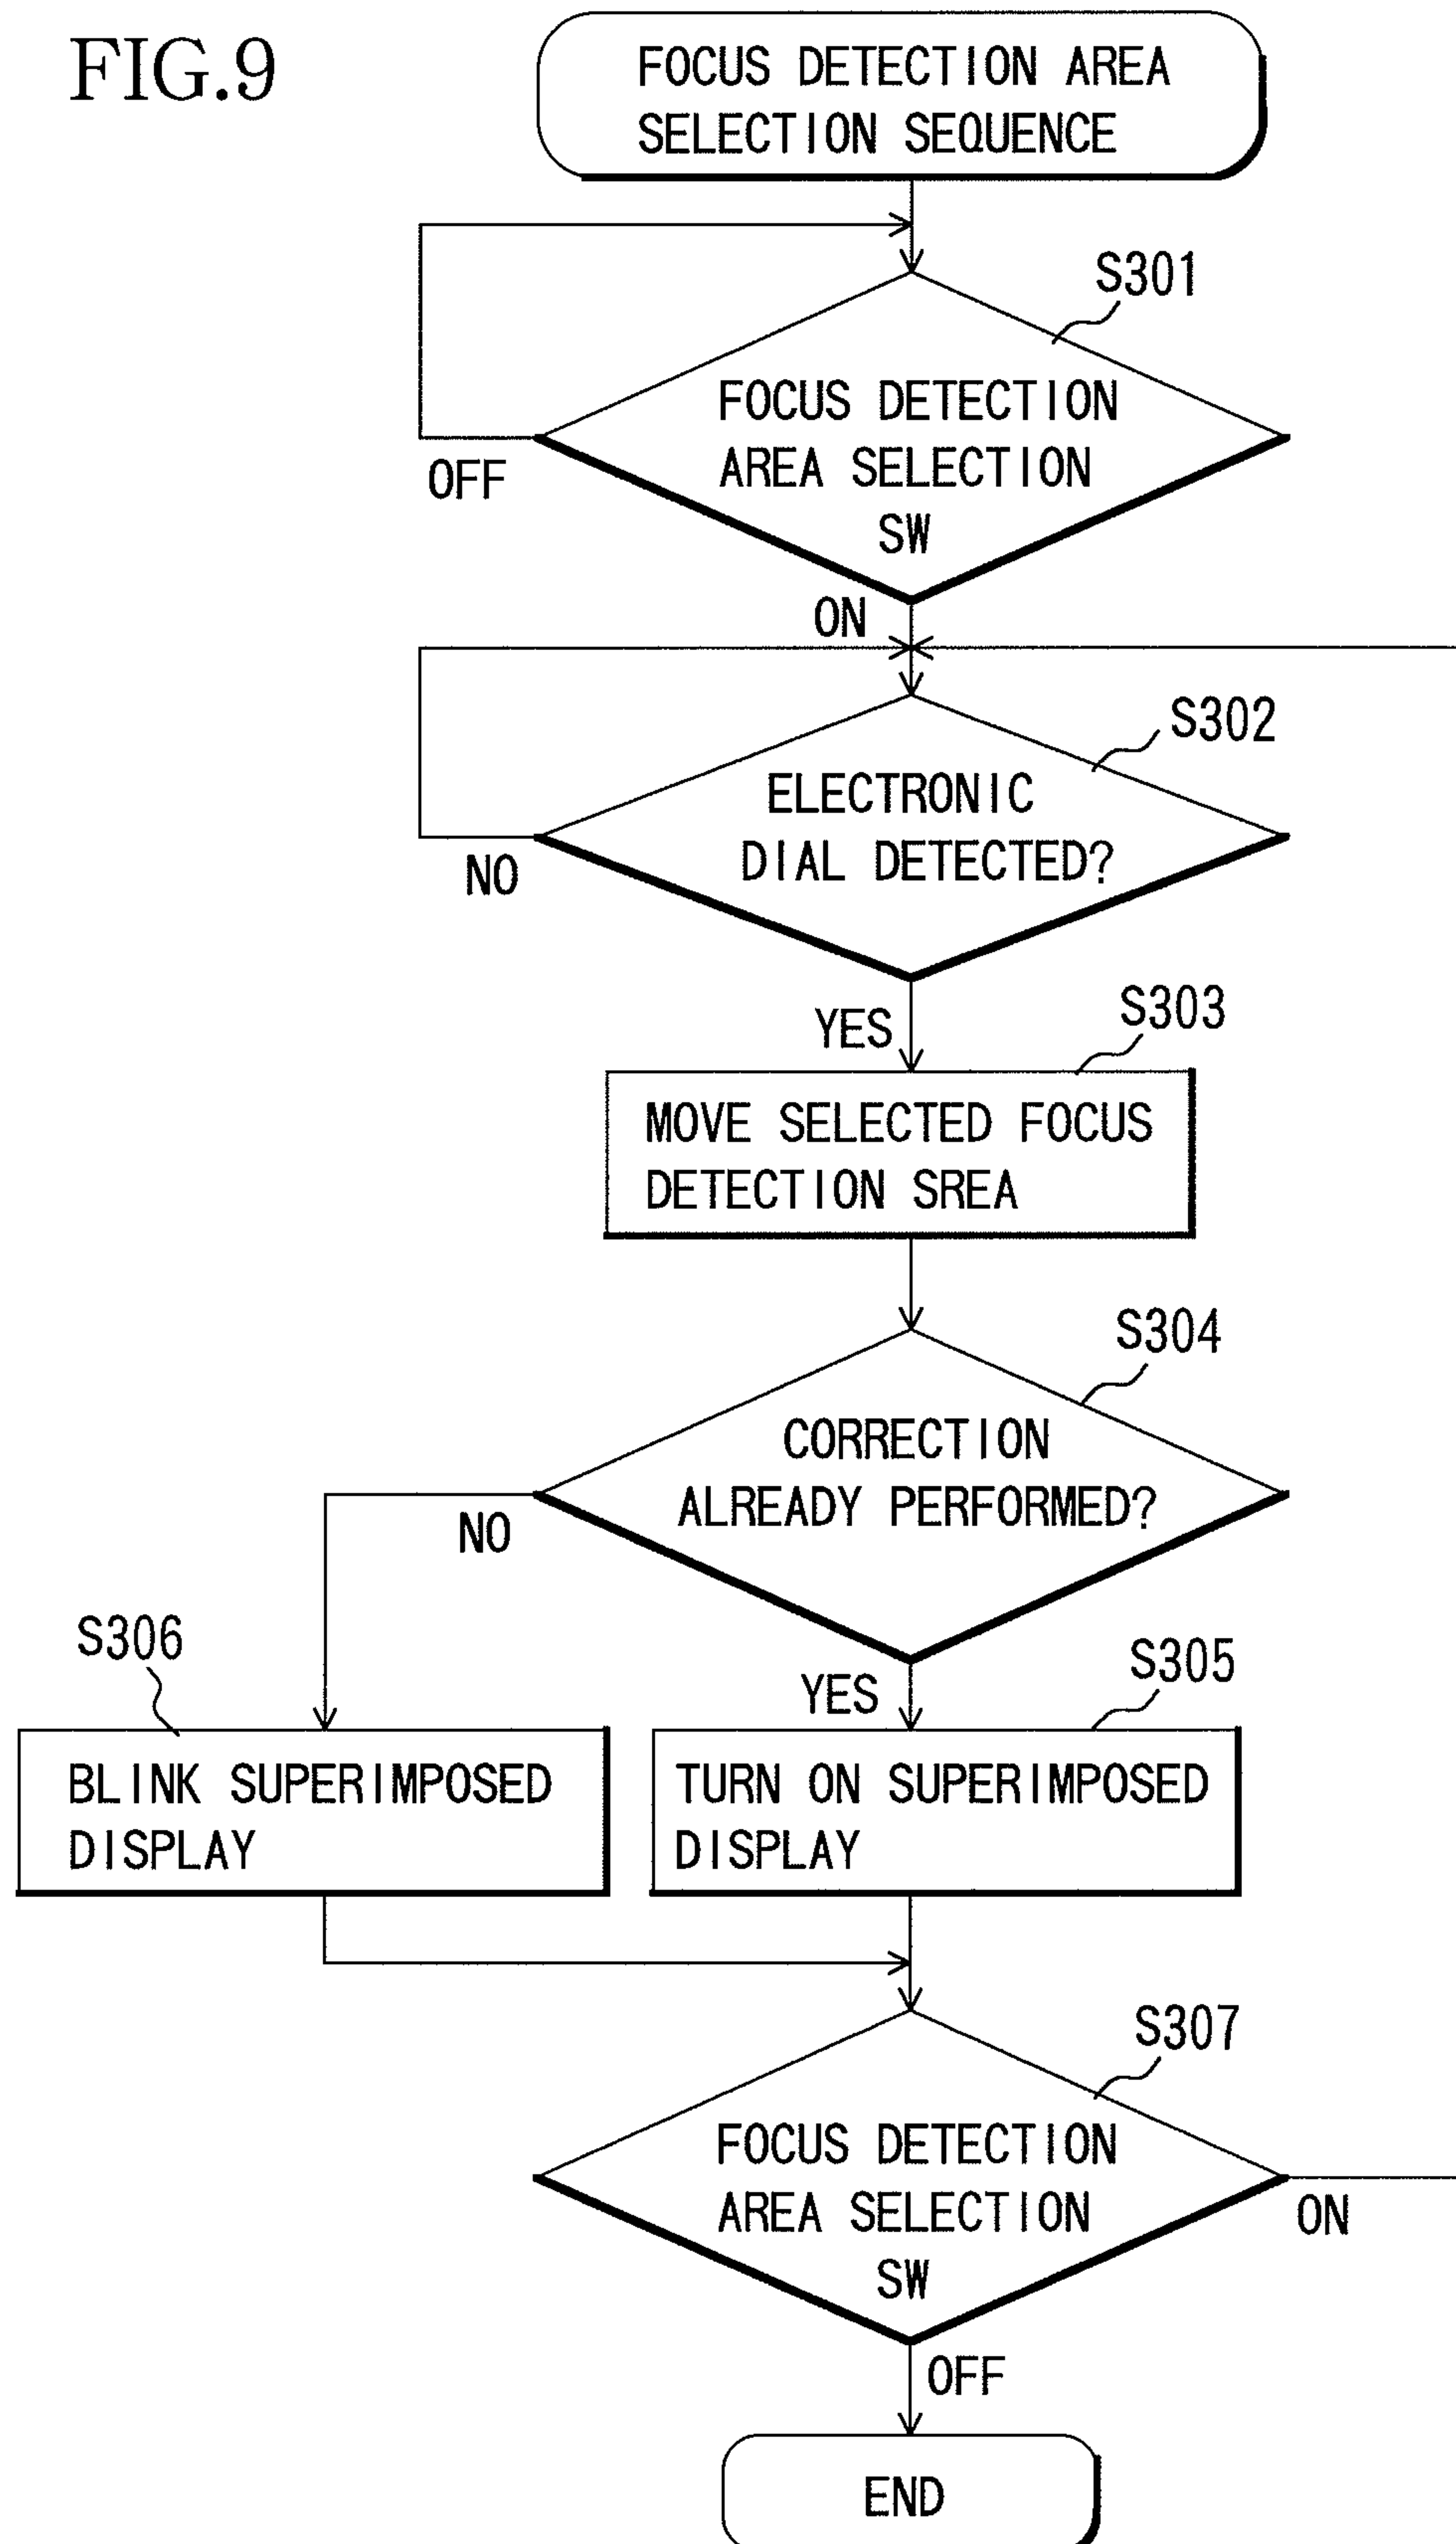 FIG.9
FOCUS DETECTION AREA
SELECTION SEQUENCE
S301
FOCUS DETECTION
AREA SELECTION
SW
OFF
ON
S302
ELECTRONIC
DIAL DETECTED?
NO
YES
S303
MOVE SELECTED FOCUS
DETECTION SREA
S304
CORRECTION
ALREADY PERFORMED?
NO
YES
S306
BLINK SUPERIMPOSED
DISPLAY
S305
TURN ON SUPERIMPOSED
DISPLAY
S307
FOCUS DETECTION
AREA SELECTION
SW
ON
OFF
END